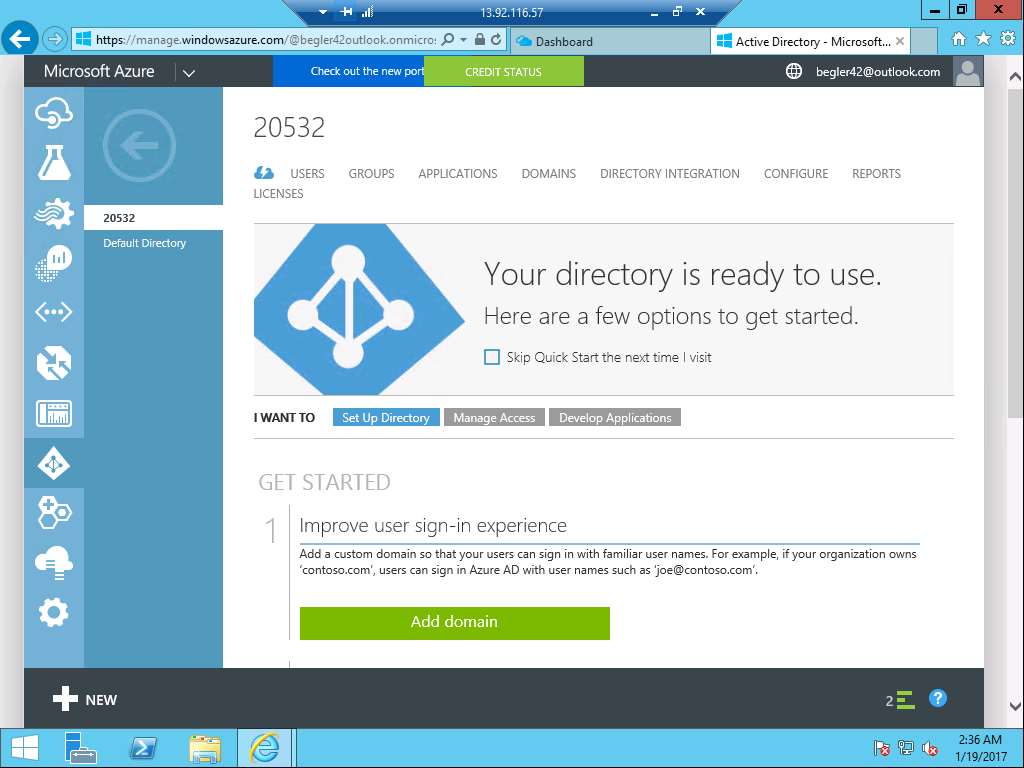 13.92.116.57
https://manage.windowsazure.com/@begler42outlook.onmicros
Dashboard
Active Directory - Microsoft...
Microsoft Azure
Check out the new port
CREDIT STATUS
begler42@outlook.com
20532
Default Directory
20532
USERS GROUPS APPLICATIONS DOMAINS DIRECTORY INTEGRATION CONFIGURE REPORTS
LICENSES
Your directory is ready to use.
Here are a few options to get started.
Skip Quick Start the next time I visit
I WANT TO Set Up Directory Manage Access Develop Applications
GET STARTED
1 Improve user sign-in experience
Add a custom domain so that your users can sign in with familiar user names. For example, if your organization owns
'contoso.com', users can sign in Azure AD with user names such as 'joe@contoso.com'.
Add domain
NEW
2
?
2:36 AM
1/19/2017